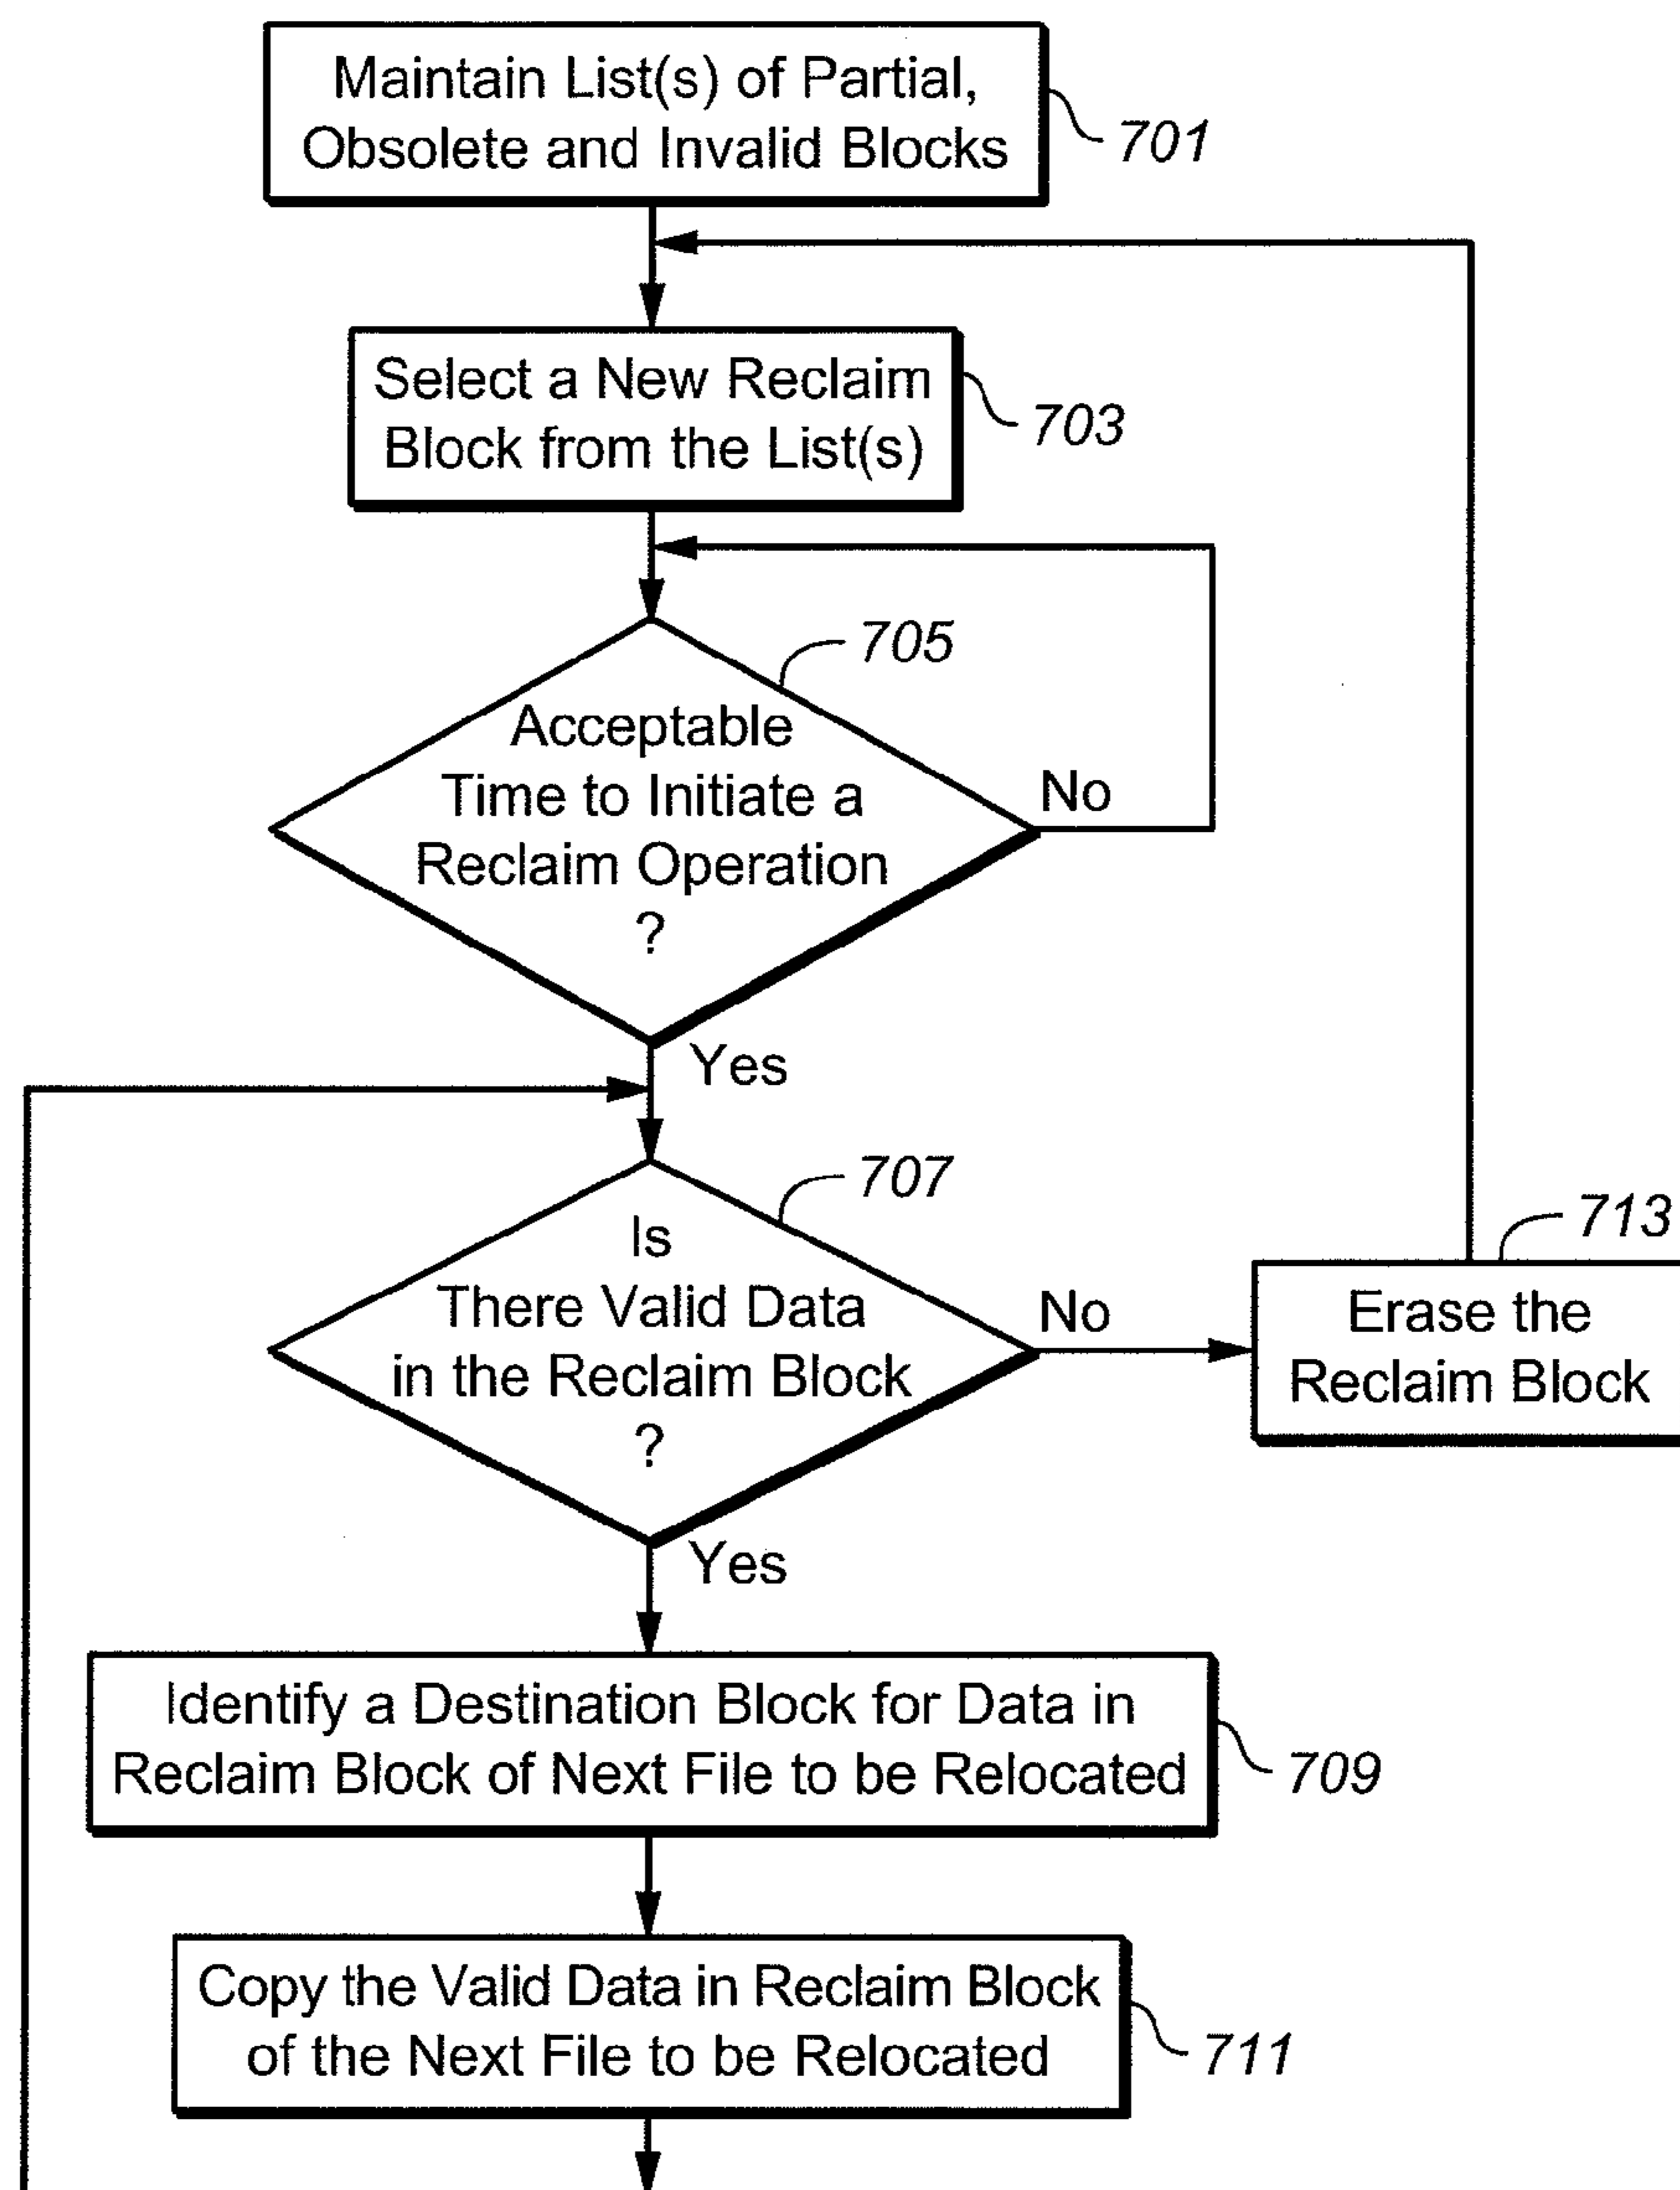 Maintain List(s) of Partial,
Obsolete and Invalid Blocks
701
Select a New Reclaim
Block from the List(s)
703
705
Acceptable
Time to Initiate a
Reclaim Operation
?
No
Yes
707
Is
There Valid Data
in the Reclaim Block
?
No
713
Erase the
Reclaim Block
Yes
Identify a Destination Block for Data in
Reclaim Block of Next File to be Relocated
709
Copy the Valid Data in Reclaim Block
of the Next File to be Relocated
711